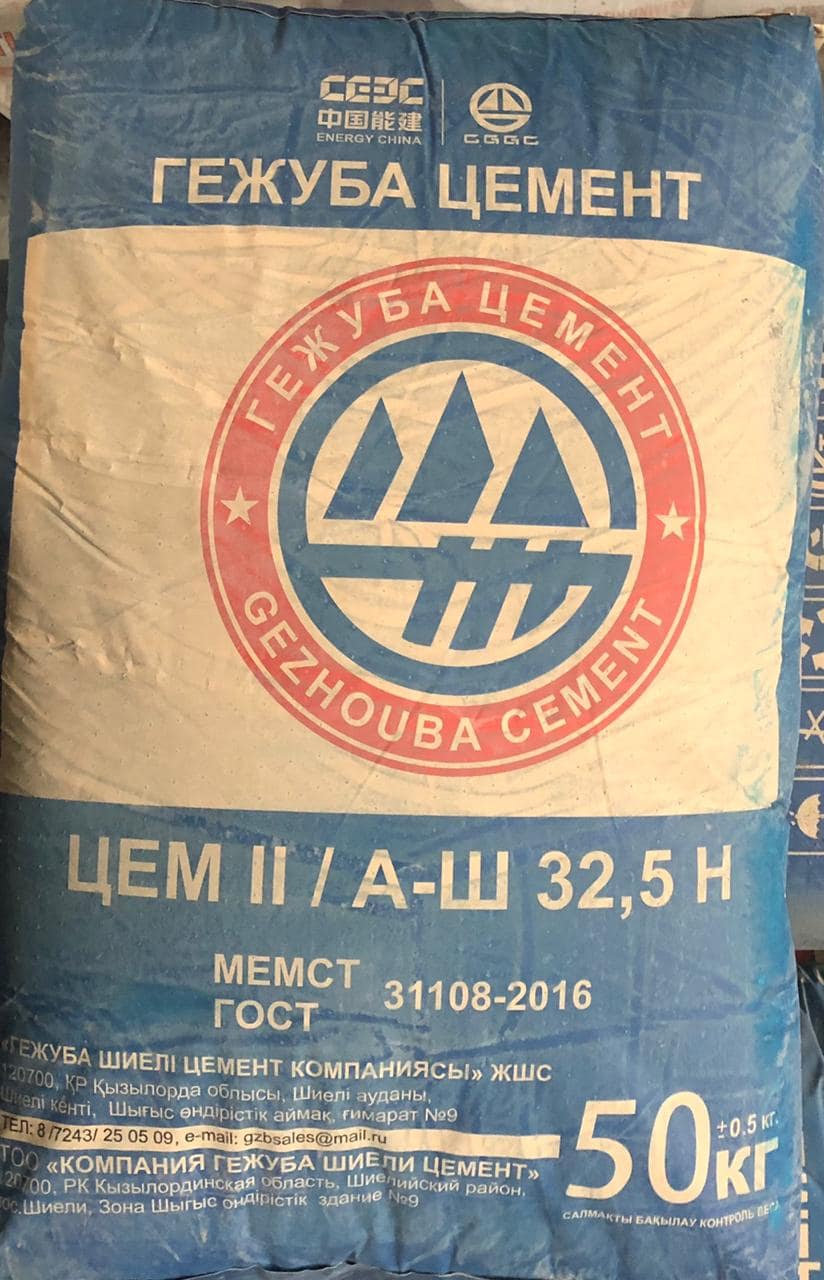 CEEC
中国能建
ENERGY CHINA
CGGC
ГЕЖУБА ЦЕМЕНТ
ГЕЖУБА ЦЕМЕНТ
GEZHOUBA CEMENT
ЦЕМ II / А-Ш 32,5 Н
МЕМСТ
ГОСТ
31108-2016
«ГЕЖУБА ШИЕЛІ ЦЕМЕНТ КОМПАНИЯСЫ» ЖШС
120700, ҚР Қызылорда облысы, Шиелі ауданы,
Шиелі кенті, Шығыс өндірістік аймақ, ғимарат №9
ТЕЛ: 8 /7243/ 25 05 09, e-mail: gzbsales@mail.ru
ТОО «КОМПАНИЯ ГЕЖУБА ШИЕЛИ ЦЕМЕНТ»
120700, РК Кызылординская область, Шиелийский район,
пос.Шиели, Зона Шыгыс өндірістік здание №9
50 кг
±0.5 кг.
САЛМАКТЫ БАҚЫЛАУ КОНТРОЛЬ ВЕСА